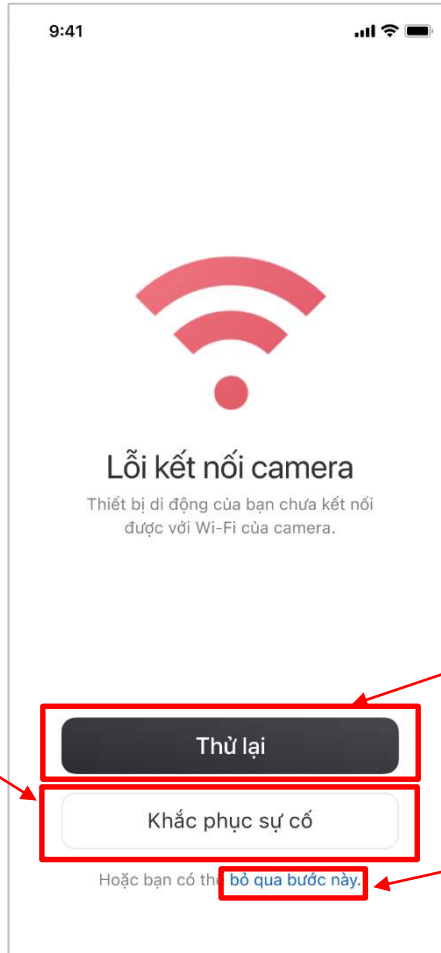 9:41
Lỗi kết nối camera
Thiết bị di động của bạn chưa kết nối
được với Wi-Fi của camera.
Thử lại
Khắc phục sự cố
Hoặc bạn có thể bỏ qua bước này.